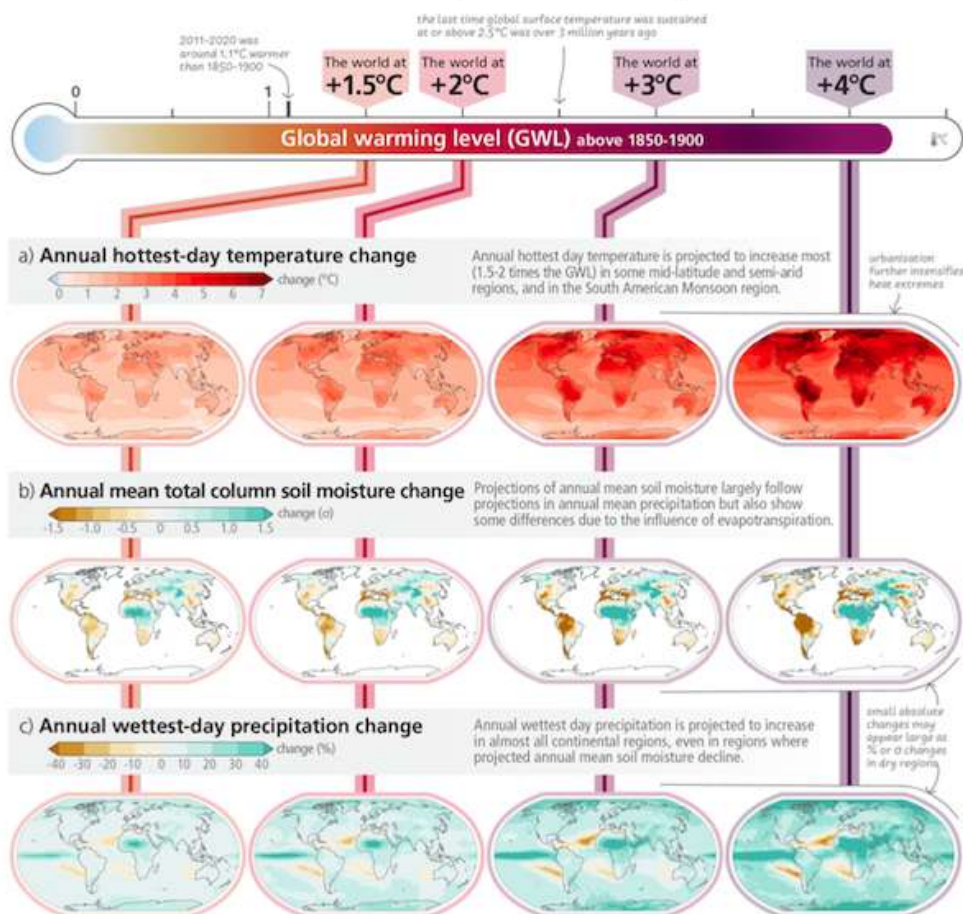 the last time global surface temperature was sustained
at or above 2.5°C was over 3 million years ago
2011-2020 was
around 1.1°C warmer
than 1850-1900
The world at
+1.5°C
The world at
+2°C
The world at
+3°C
The world at
+4°C
0
1
Global warming level (GWL) above 1850-1900
°C
a) Annual hottest-day temperature change
change (°C)
0 1 2 3 4 5 6 7
Annual hottest day temperature is projected to increase most
(1.5-2 times the GWL) in some mid-latitude and semi-arid
regions, and in the South American Monsoon region.
urbanisation
further intensifies
heat extremes
b) Annual mean total column soil moisture change
change (σ)
-1.5 -1.0 -0.5 0 0.5 1.0 1.5
Projections of annual mean soil moisture largely follow
projections in annual mean precipitation but also show
some differences due to the influence of evapotranspiration.
c) Annual wettest-day precipitation change
change (%)
-40 -30 -20 -10 0 10 20 30 40
Annual wettest day precipitation is projected to increase
in almost all continental regions, even in regions where
projected annual mean soil moisture decline.
small absolute
changes may
appear large as
% or σ changes
in dry regions